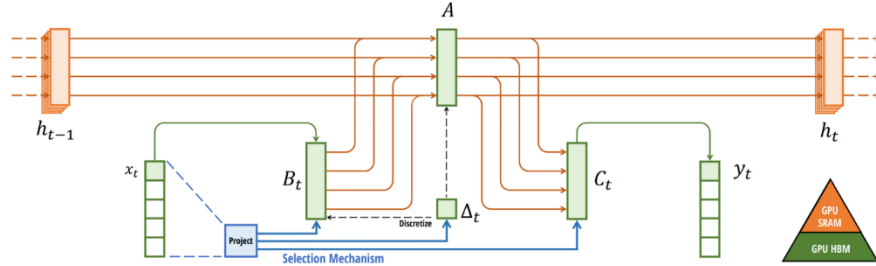 A
h_{t-1}
h_t
x_t
B_t
Δ_t
C_t
y_t
Discretize
Project
Selection Mechanism
GPU
SRAM
GPU HBM